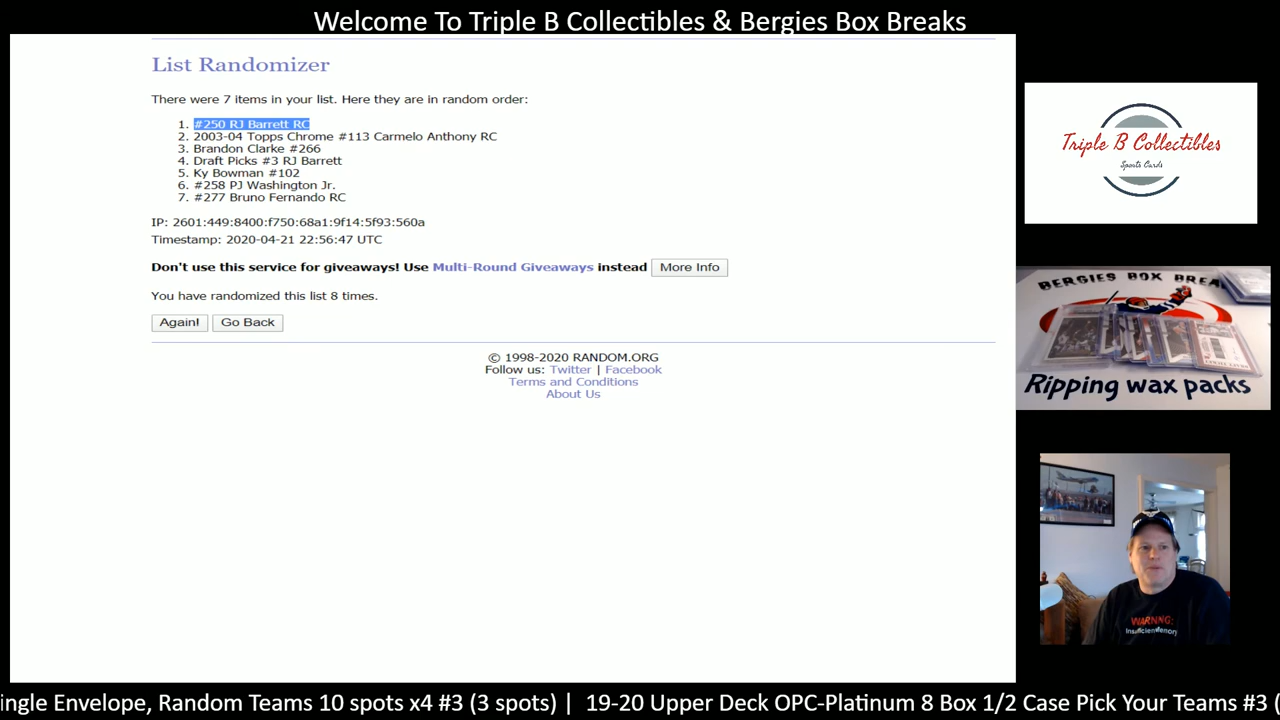 Welcome To Triple B Collectibles & Bergies Box Breaks
List Randomizer
There were 7 items in your list. Here they are in random order:
1. #250 RJ Barrett RC
2. 2003-04 Topps Chrome #113 Carmelo Anthony RC
3. Brandon Clarke #266
4. Draft Picks #3 RJ Barrett
5. Ky Bowman #102
6. #258 PJ Washington Jr.
7. #277 Bruno Fernando RC
IP: 2601:449:8400:f750:68a1:9f14:5f93:560a
Timestamp: 2020-04-21 22:56:47 UTC
Don't use this service for giveaways! Use Multi-Round Giveaways instead More Info
You have randomized this list 8 times.
Again! Go Back
© 1998-2020 RANDOM.ORG
Follow us: Twitter | Facebook
Terms and Conditions
About Us
Triple B Collectibles
Sports Cards
BERGIES BOX BREA
Ripping wax packs
WARNING:
Insufficient Memory
ingle Envelope, Random Teams 10 spots x4 #3 (3 spots) | 19-20 Upper Deck OPC-Platinum 8 Box 1/2 Case Pick Your Teams #3 (